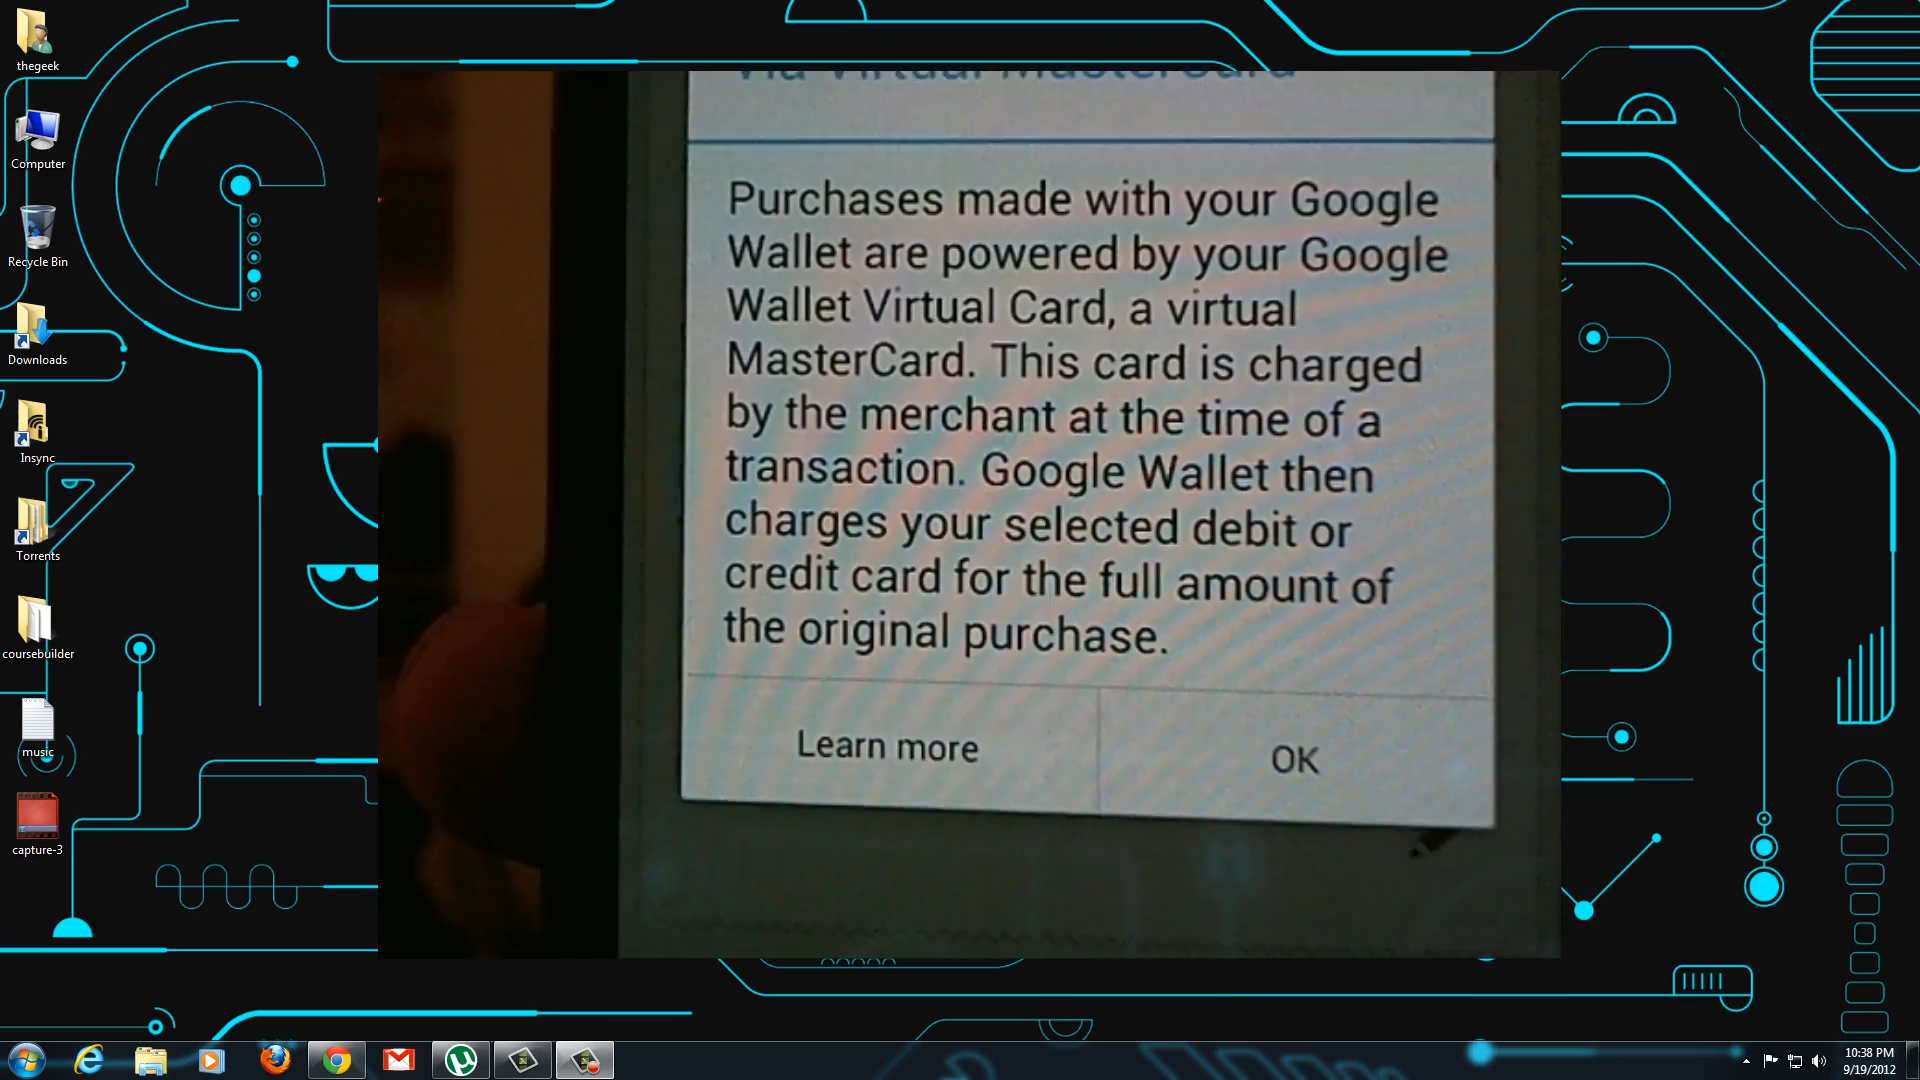 thegeek
Computer
Recycle Bin
Downloads
Insync
Torrents
coursebuilder
music
capture-3
via Virtual MasterCard
Purchases made with your Google
Wallet are powered by your Google
Wallet Virtual Card, a virtual
MasterCard. This card is charged
by the merchant at the time of a
transaction. Google Wallet then
charges your selected debit or
credit card for the full amount of
the original purchase.
Learn more
OK
10:38 PM
9/19/2012